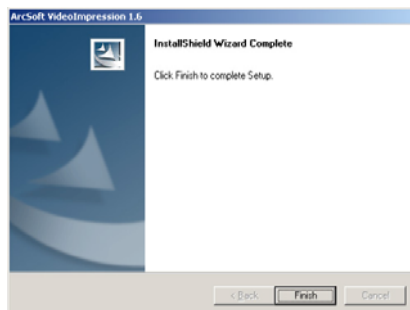 ArcSoft VideoImpression 1.6
InstallShield Wizard Complete
Click Finish to complete Setup.
< Back Finish Cancel